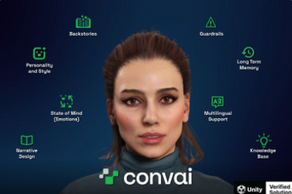 Backstories
Guardrails
Personality
and Style
Long Term
Memory
State of Mind
(Emotions)
Multilingual
Support
Narrative
Design
Knowledge
Base
convai
Unity
Verified
Solution